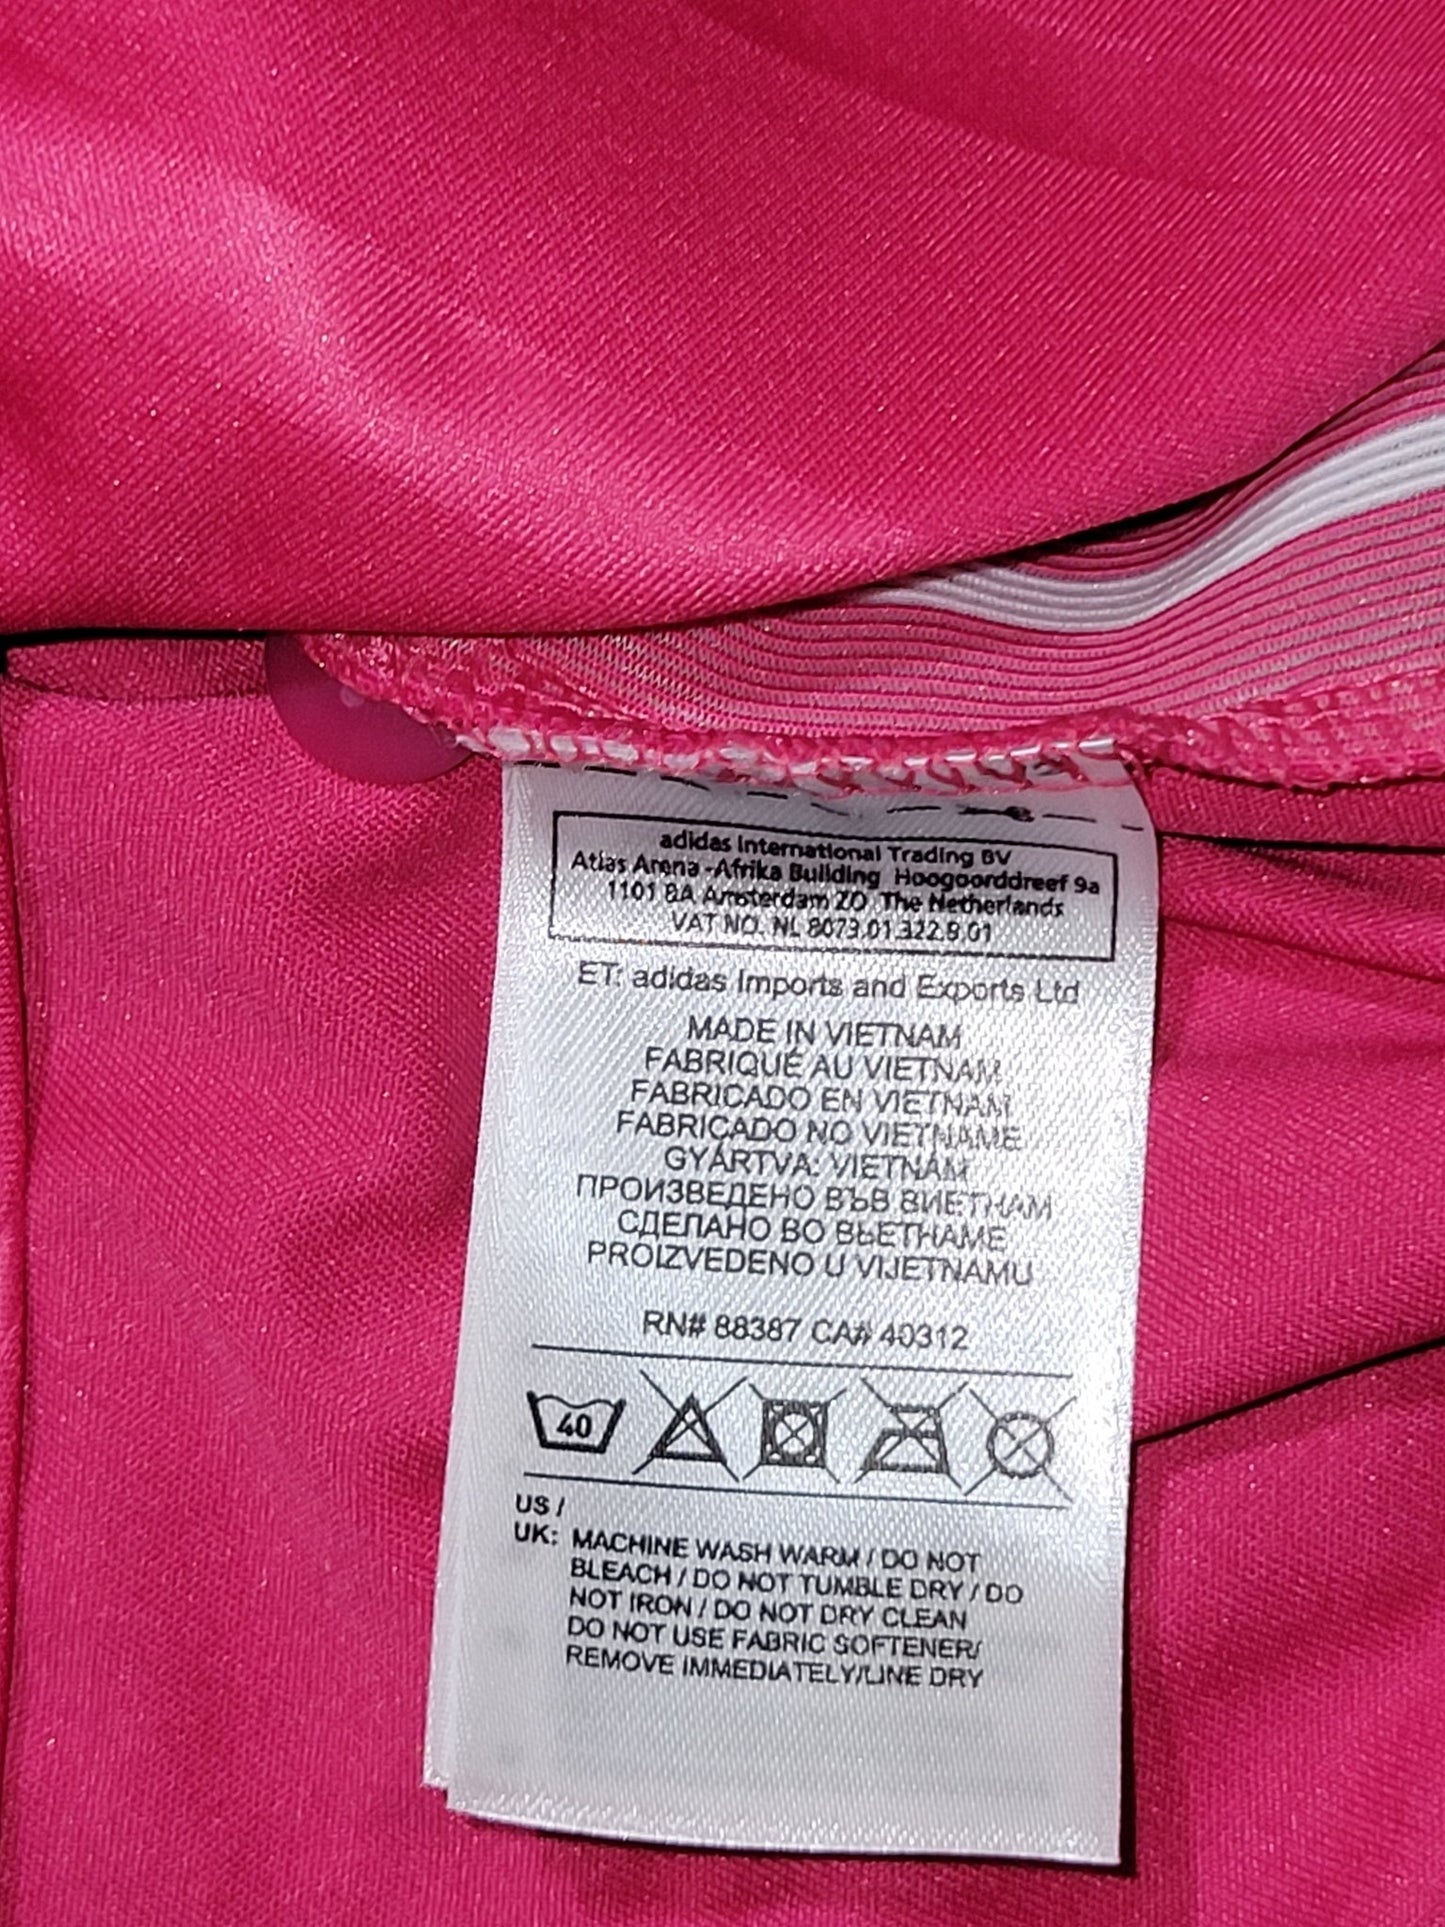 adidas International Trading BV
Atlas Arena -Afrika Building Hoogoorddreef 9a
1101 BA Amsterdam ZO The Netherlands
VAT NO. NL 8073.01.322.B.01
ET: adidas Imports and Exports Ltd
MADE IN VIETNAM
FABRIQUÉ AU VIETNAM
FABRICADO EN VIETNAM
FABRICADO NO VIETNAME
GYÁRTVA: VIETNAM
ПРОИЗВЕДЕНО ВЪВ ВИЕТНАМ
СДЕЛАНО ВО ВЬЕТНАМЕ
PROIZVEDENO U VIJETNAMU
RN# 88387 CA# 40312
40
US /
UK: MACHINE WASH WARM / DO NOT
BLEACH / DO NOT TUMBLE DRY / DO
NOT IRON / DO NOT DRY CLEAN
DO NOT USE FABRIC SOFTENER/
REMOVE IMMEDIATELY/LINE DRY